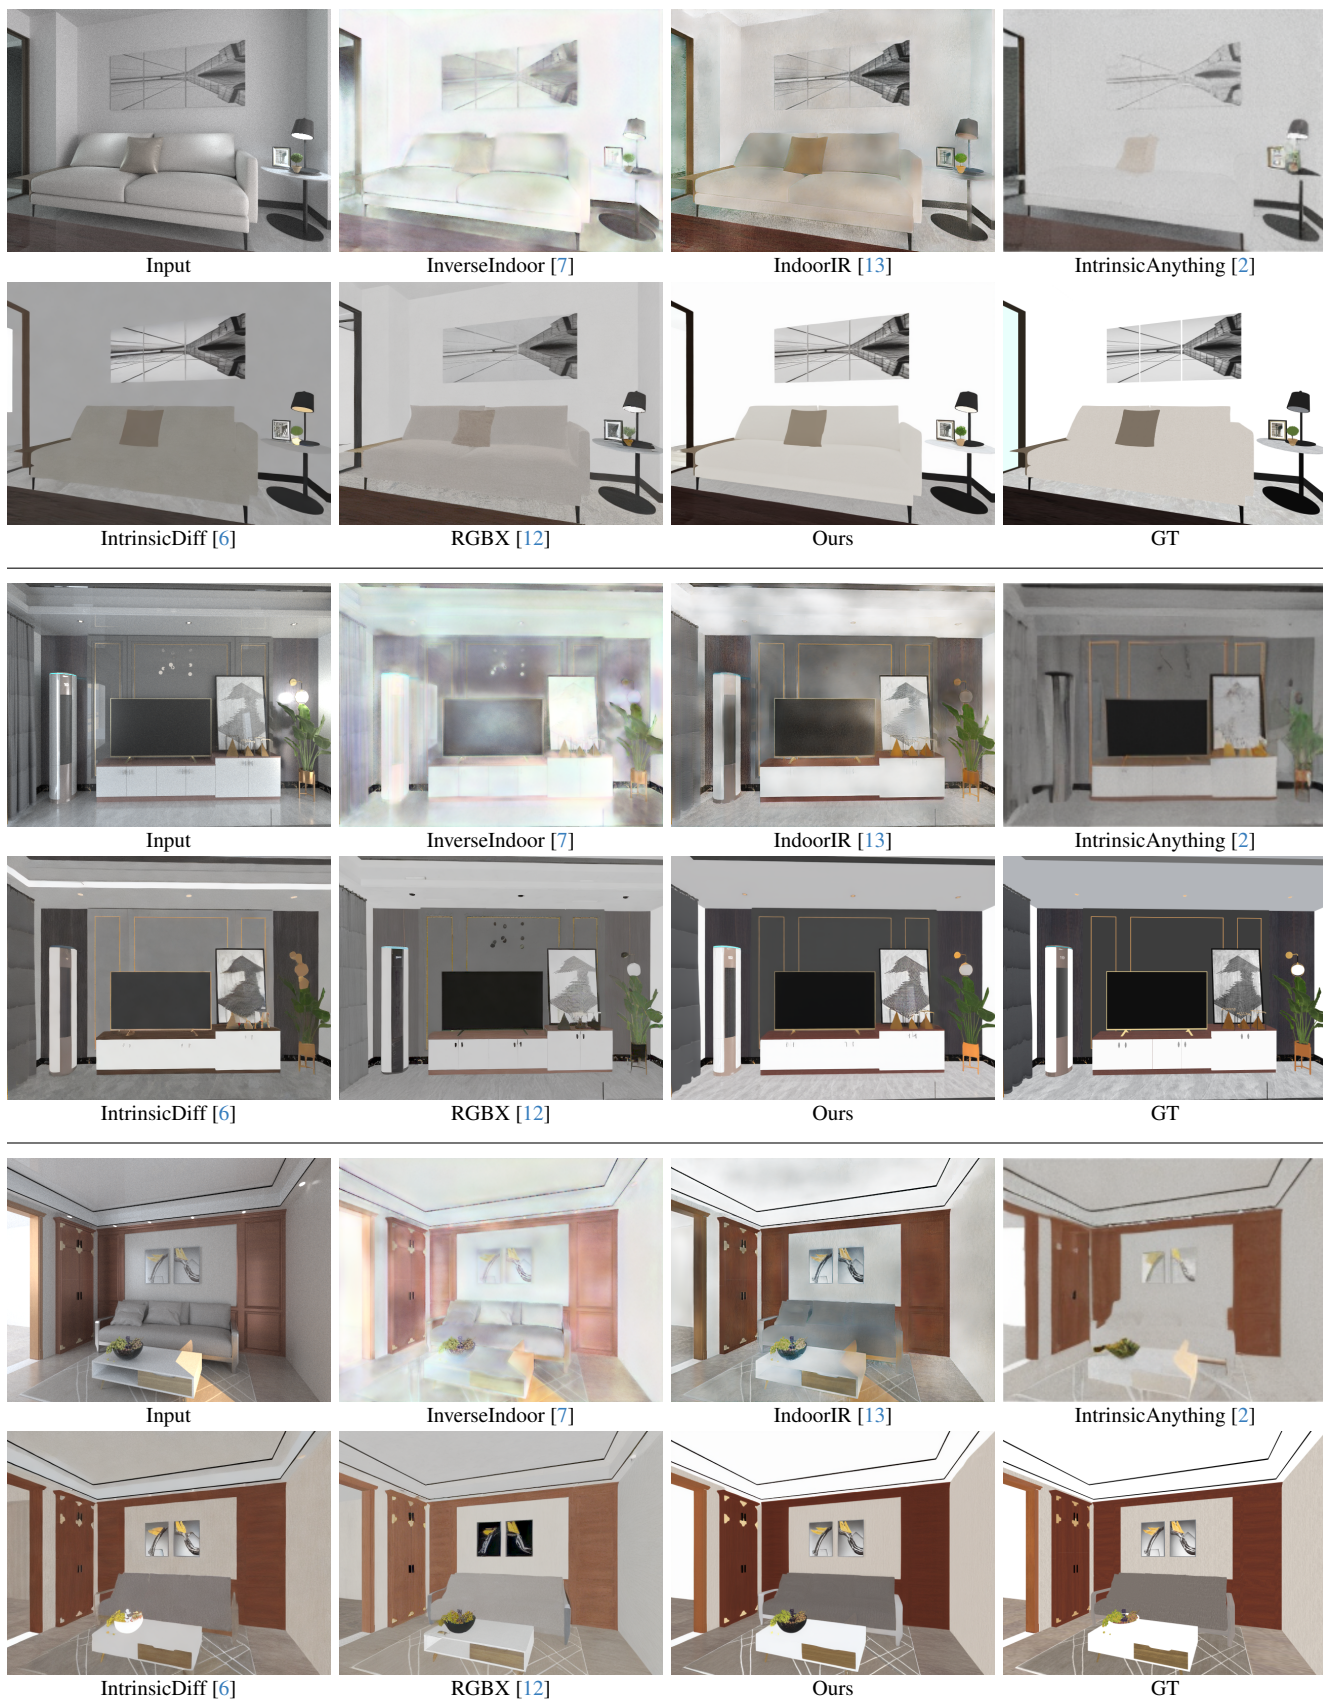 Input InverseIndoor [7] IndoorIR [13] IntrinsicAnything [2]
IntrinsicDiff [6] RGBX [12] Ours GT
Input InverseIndoor [7] IndoorIR [13] IntrinsicAnything [2]
IntrinsicDiff [6] RGBX [12] Ours GT
Input InverseIndoor [7] IndoorIR [13] IntrinsicAnything [2]
IntrinsicDiff [6] RGBX [12] Ours GT